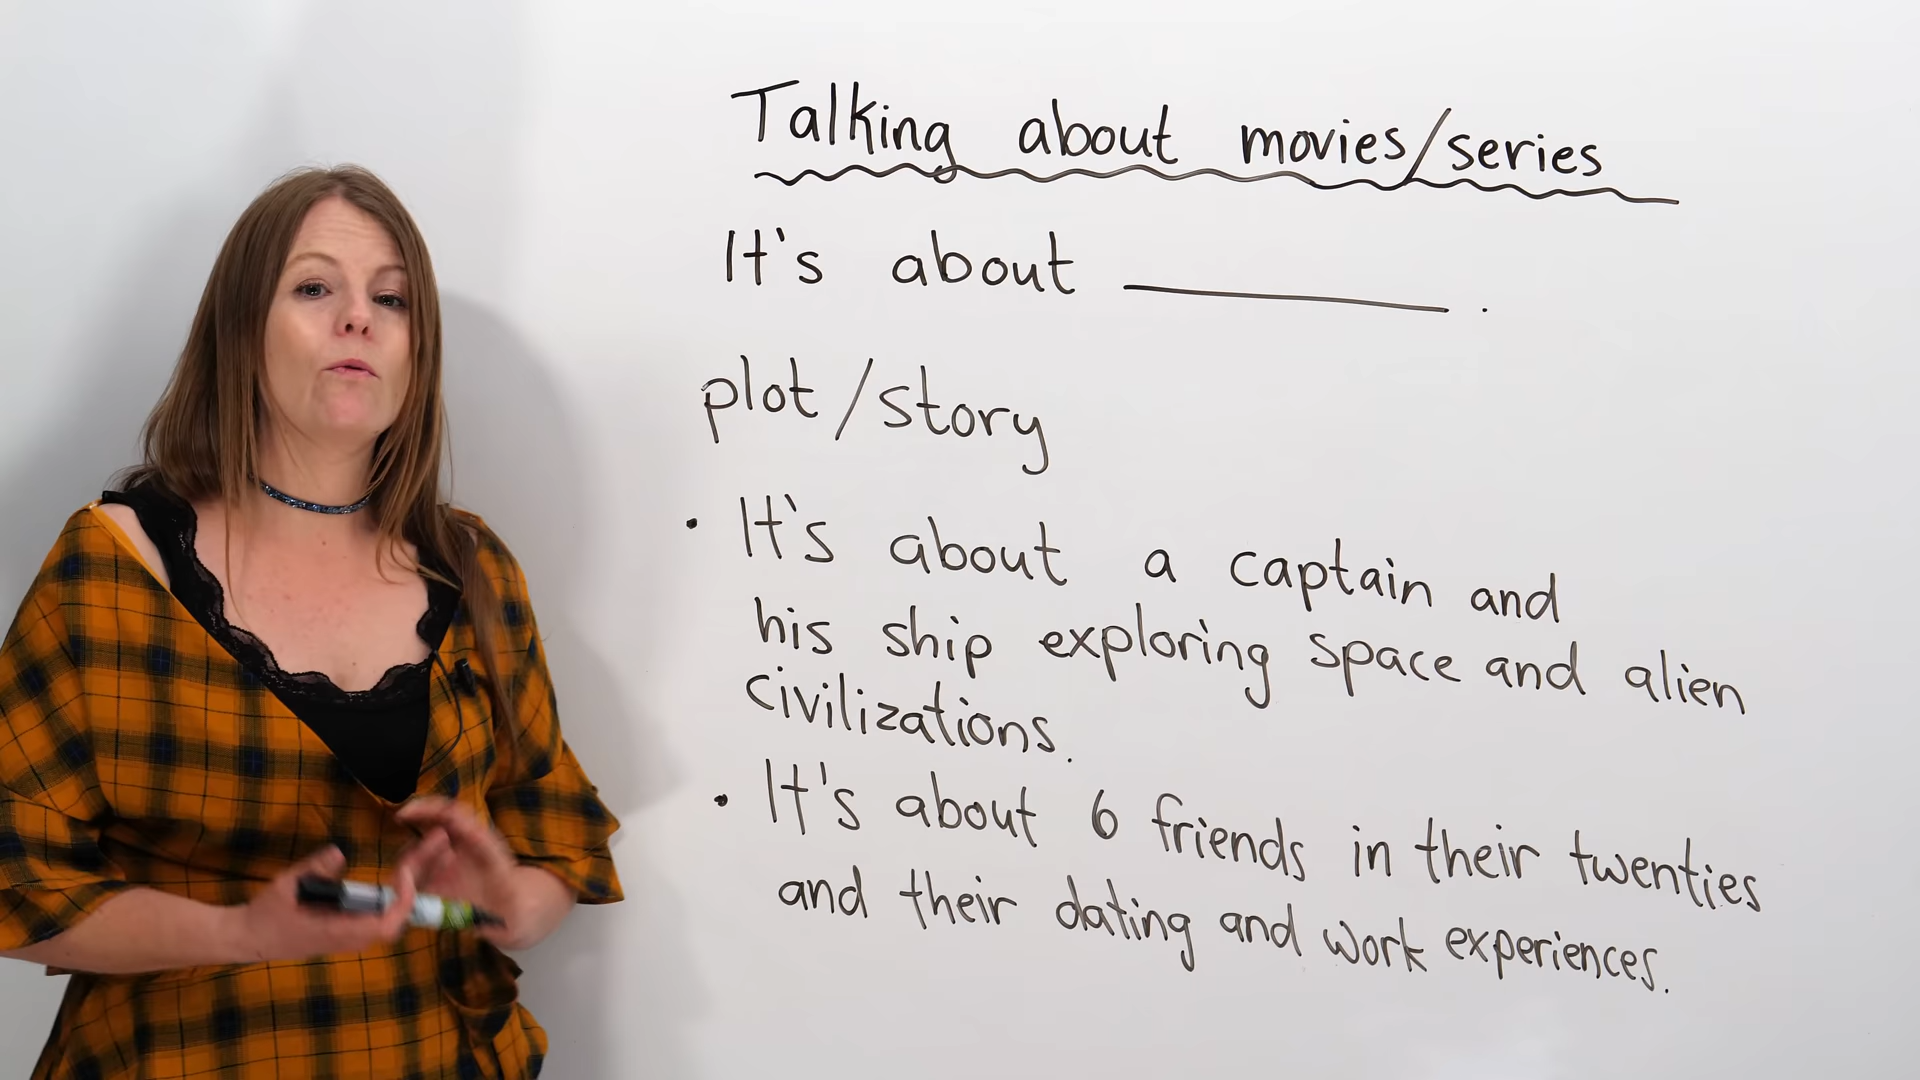 Talking about movies/series
It's about ________ .
plot/story
• It's about a captain and
his ship exploring space and alien
civilizations.
• It's about 6 friends in their twenties
and their dating and work experiences.